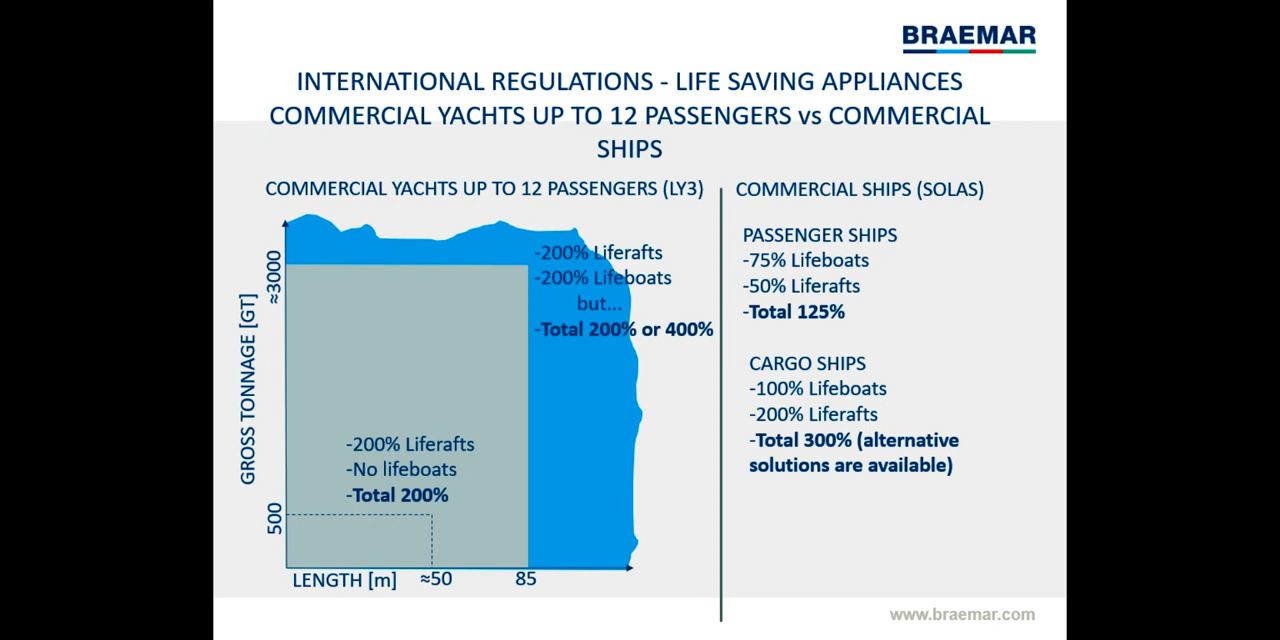 BRAEMAR
INTERNATIONAL REGULATIONS - LIFE SAVING APPLIANCES
COMMERCIAL YACHTS UP TO 12 PASSENGERS vs COMMERCIAL
SHIPS
COMMERCIAL YACHTS UP TO 12 PASSENGERS (LY3)
GROSS TONNAGE [GT]
≈3000
500
-200% Liferafts
-200% Lifeboats
but...
-Total 200% or 400%
-200% Liferafts
-No lifeboats
-Total 200%
LENGTH [m]
≈50
85
COMMERCIAL SHIPS (SOLAS)
PASSENGER SHIPS
-75% Lifeboats
-50% Liferafts
-Total 125%
CARGO SHIPS
-100% Lifeboats
-200% Liferafts
-Total 300% (alternative
solutions are available)
www.braemar.com